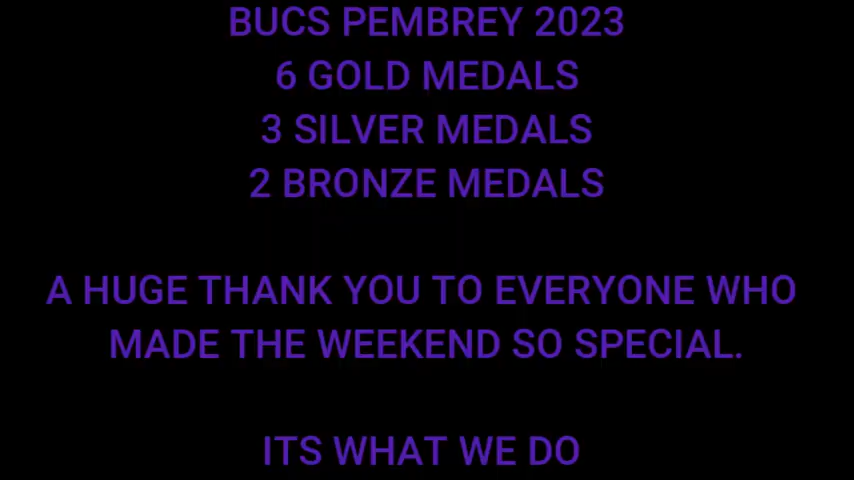 BUCS PEMBREY 2023
6 GOLD MEDALS
3 SILVER MEDALS
2 BRONZE MEDALS
A HUGE THANK YOU TO EVERYONE WHO
MADE THE WEEKEND SO SPECIAL.
ITS WHAT WE DO